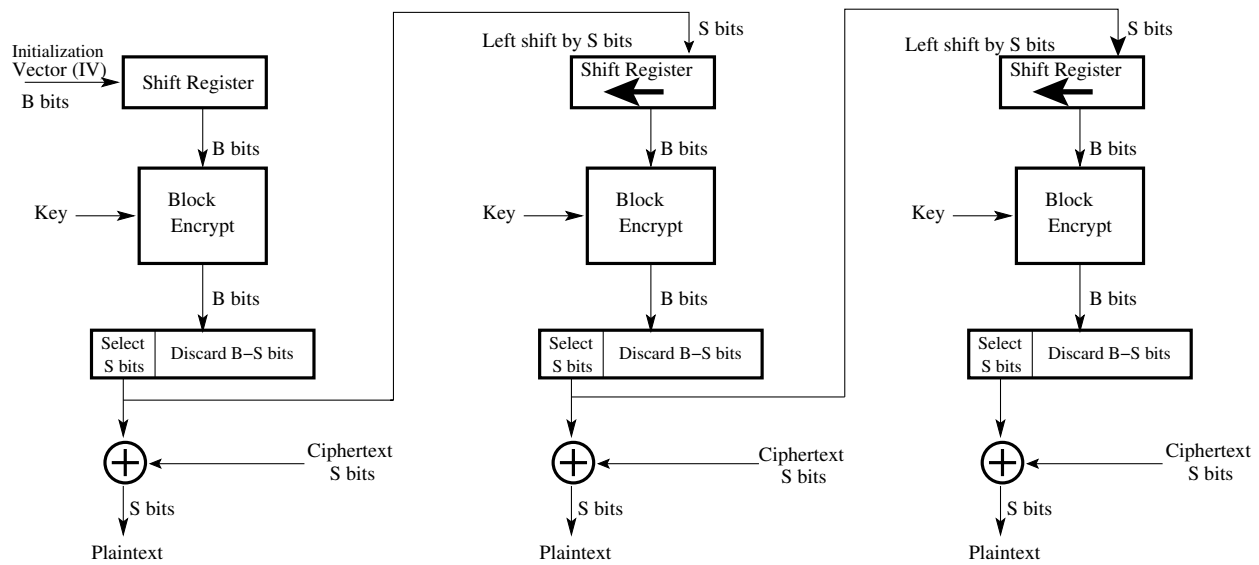 S bits
S bits
Left shift by S bits
Left shift by S bits
Initialization
Vector (IV)
B bits
Shift Register
Shift Register
Shift Register
B bits
B bits
B bits
Key
Block
Encrypt
Key
Block
Encrypt
Key
Block
Encrypt
B bits
B bits
B bits
Select
S bits
Discard B−S bits
Select
S bits
Discard B−S bits
Select
S bits
Discard B−S bits
Ciphertext
S bits
Ciphertext
S bits
Ciphertext
S bits
S bits
S bits
S bits
Plaintext
Plaintext
Plaintext